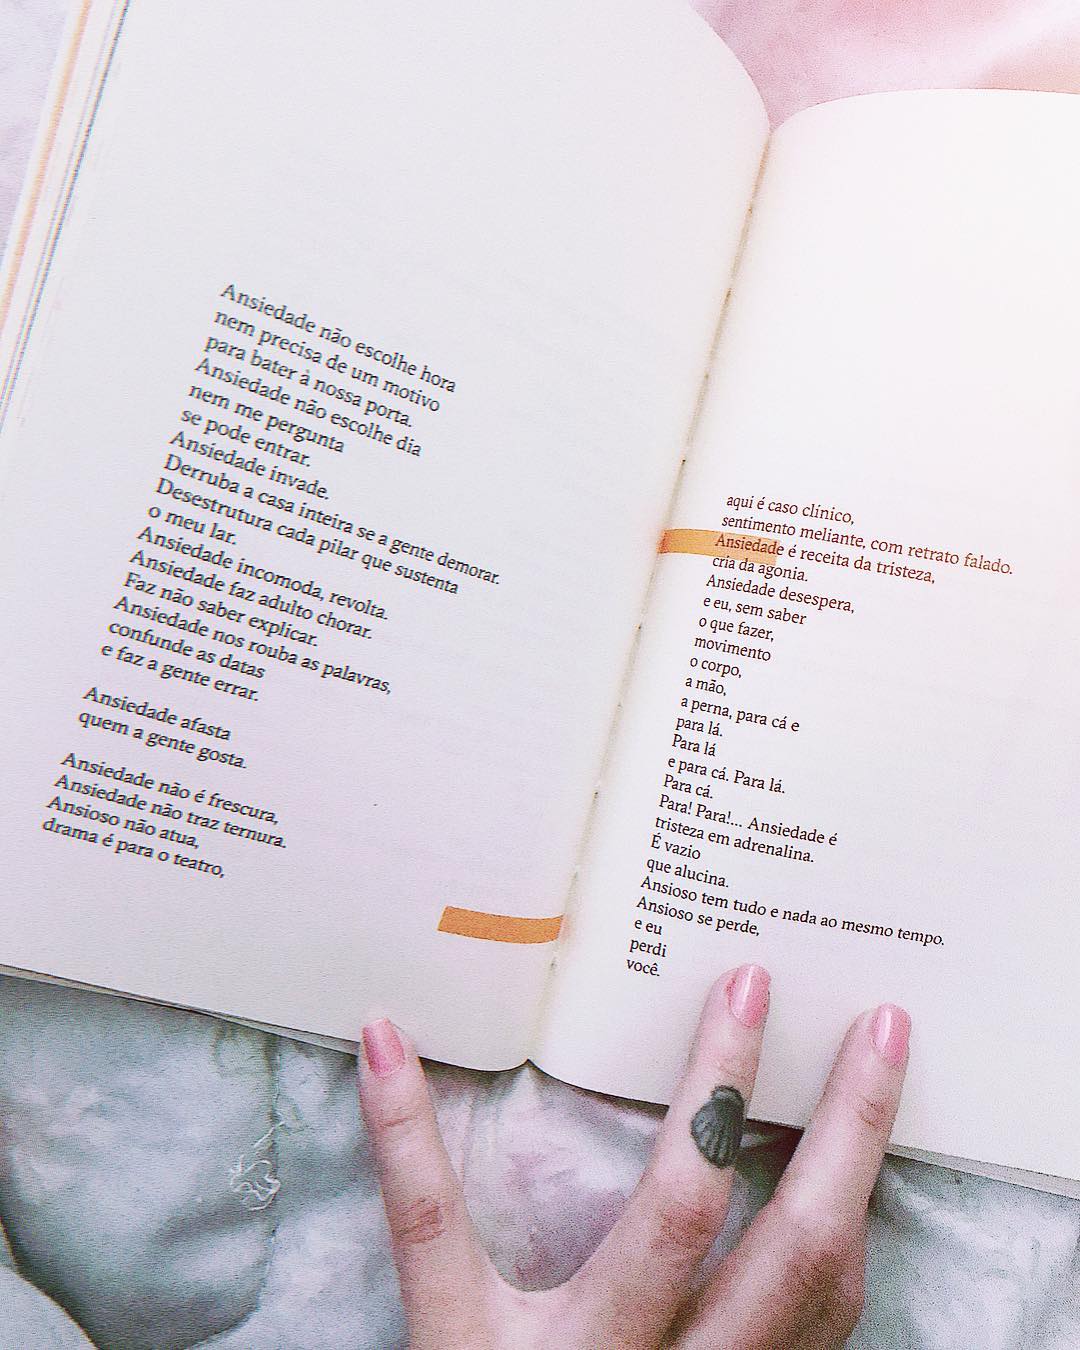 Ansiedade não escolhe hora
nem precisa de um motivo
para bater à nossa porta.
Ansiedade não escolhe dia
nem me pergunta
se pode entrar.
Ansiedade invade.
Derruba a casa inteira se a gente demorar.
Desestrutura cada pilar que sustenta
o meu lar.
Ansiedade incomoda, revolta.
Ansiedade faz adulto chorar.
Faz não saber explicar.
Ansiedade nos rouba as palavras,
confunde as datas
e faz a gente errar.
Ansiedade afasta
quem a gente gosta.
Ansiedade não é frescura,
Ansiedade não traz ternura.
Ansioso não atua,
drama é para o teatro,
aqui é caso clínico,
sentimento meliante, com retrato falado.
Ansiedade é receita da tristeza,
cria da agonia.
Ansiedade desespera,
e eu, sem saber
o que fazer,
movimento
o corpo,
a mão,
a perna, para cá e
para lá.
Para lá
e para cá. Para lá.
Para cá.
Para! Para!... Ansiedade é
tristeza em adrenalina.
É vazio
que alucina.
Ansioso tem tudo e nada ao mesmo tempo.
Ansioso se perde,
e eu
perdi
você.